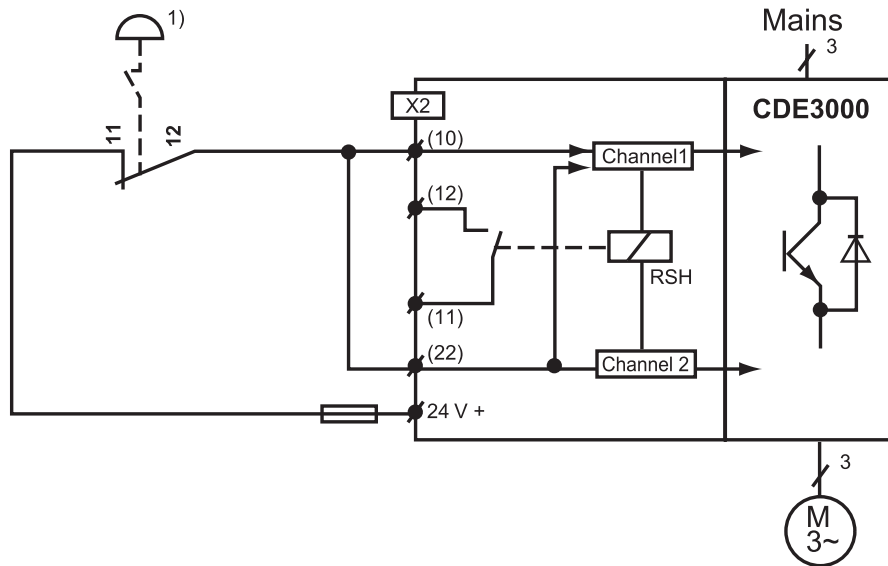 1)
Mains
3
X2
CDE3000
11
12
(10)
Channel1
(12)
RSH
(11)
(22)
Channel 2
24 V +
3
M
3~